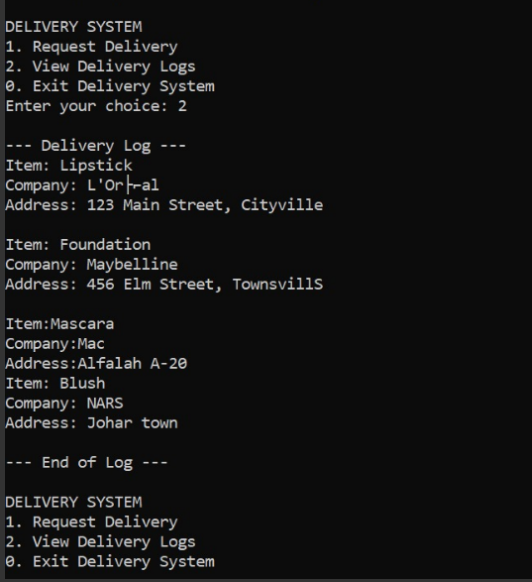 DELIVERY SYSTEM
1. Request Delivery
2. View Delivery Logs
0. Exit Delivery System
Enter your choice: 2
--- Delivery Log ---
Item: Lipstick
Company: L'Or├⌐al
Address: 123 Main Street, Cityville
Item: Foundation
Company: Maybelline
Address: 456 Elm Street, TownsvillS
Item:Mascara
Company:Mac
Address:Alfalah A-20
Item: Blush
Company: NARS
Address: Johar town
--- End of Log ---
DELIVERY SYSTEM
1. Request Delivery
2. View Delivery Logs
0. Exit Delivery System